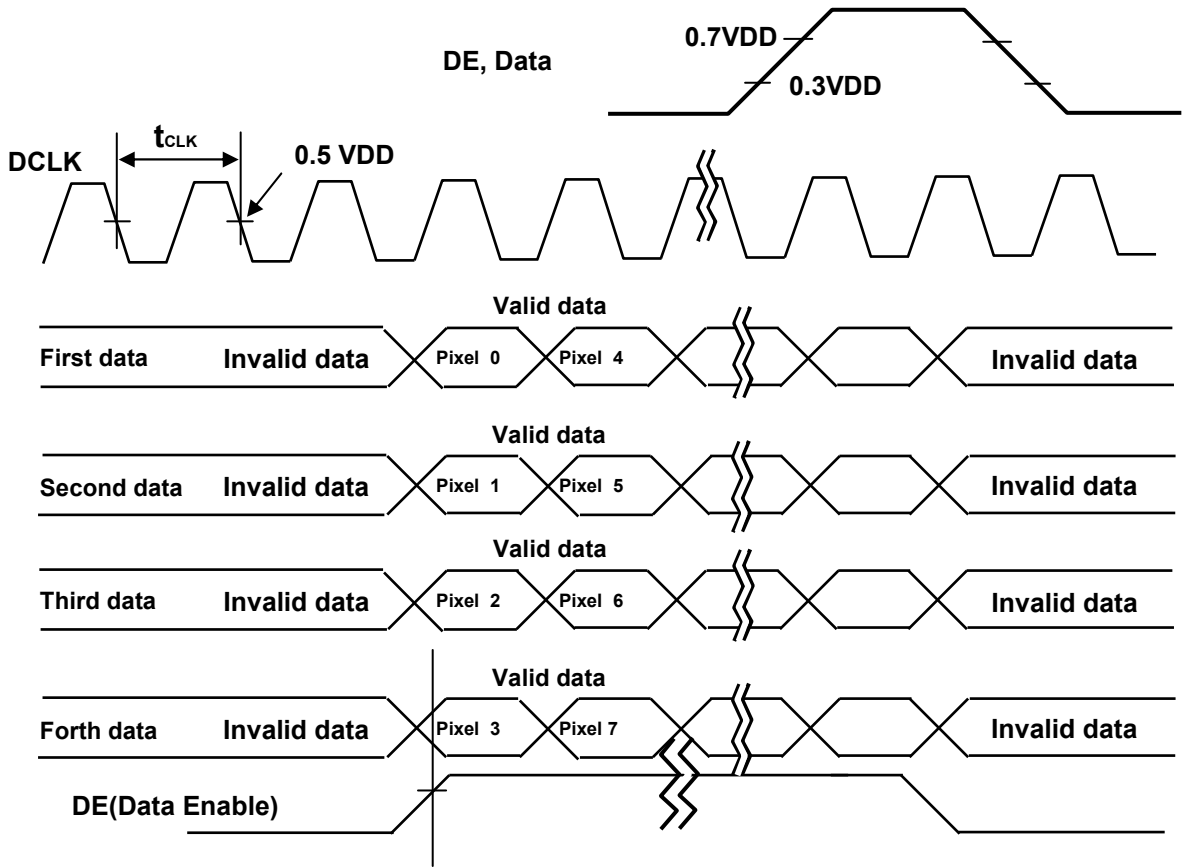 0.7VDD
DE, Data
0.3VDD
tCLK
DCLK
0.5 VDD
Valid data
First data Invalid data Pixel 0 Pixel 4 Invalid data
Valid data
Second data Invalid data Pixel 1 Pixel 5 Invalid data
Valid data
Third data Invalid data Pixel 2 Pixel 6 Invalid data
Valid data
Forth data Invalid data Pixel 3 Pixel 7 Invalid data
DE(Data Enable)